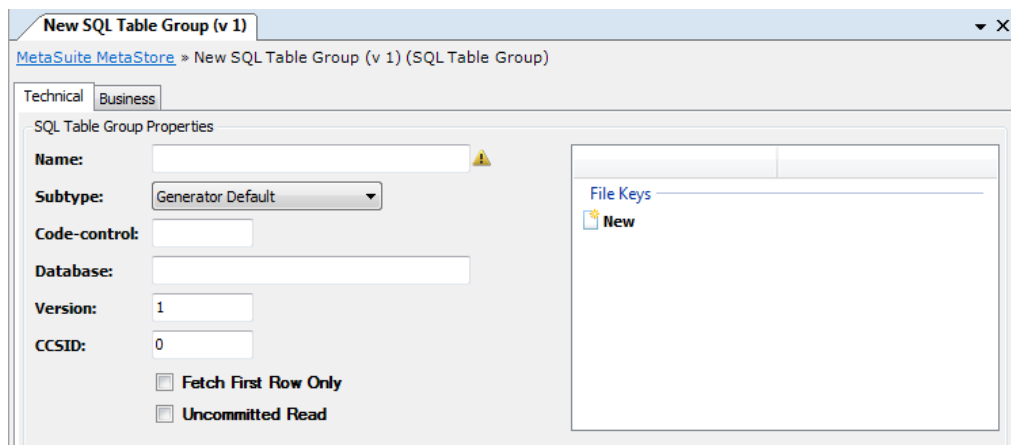 New SQL Table Group (v 1)
MetaSuite MetaStore » New SQL Table Group (v 1) (SQL Table Group)
Technical Business
SQL Table Group Properties
Name:
Subtype: Generator Default
Code-control:
Database:
Version: 1
CCSID: 0
Fetch First Row Only
Uncommitted Read
File Keys
New